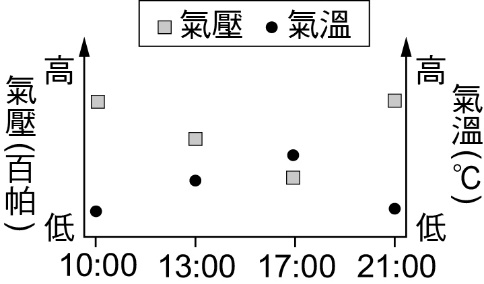 氣壓 氣溫
高 高
氣壓(百帕)
氣溫(℃)
低 低
10:00 13:00 17:00 21:00